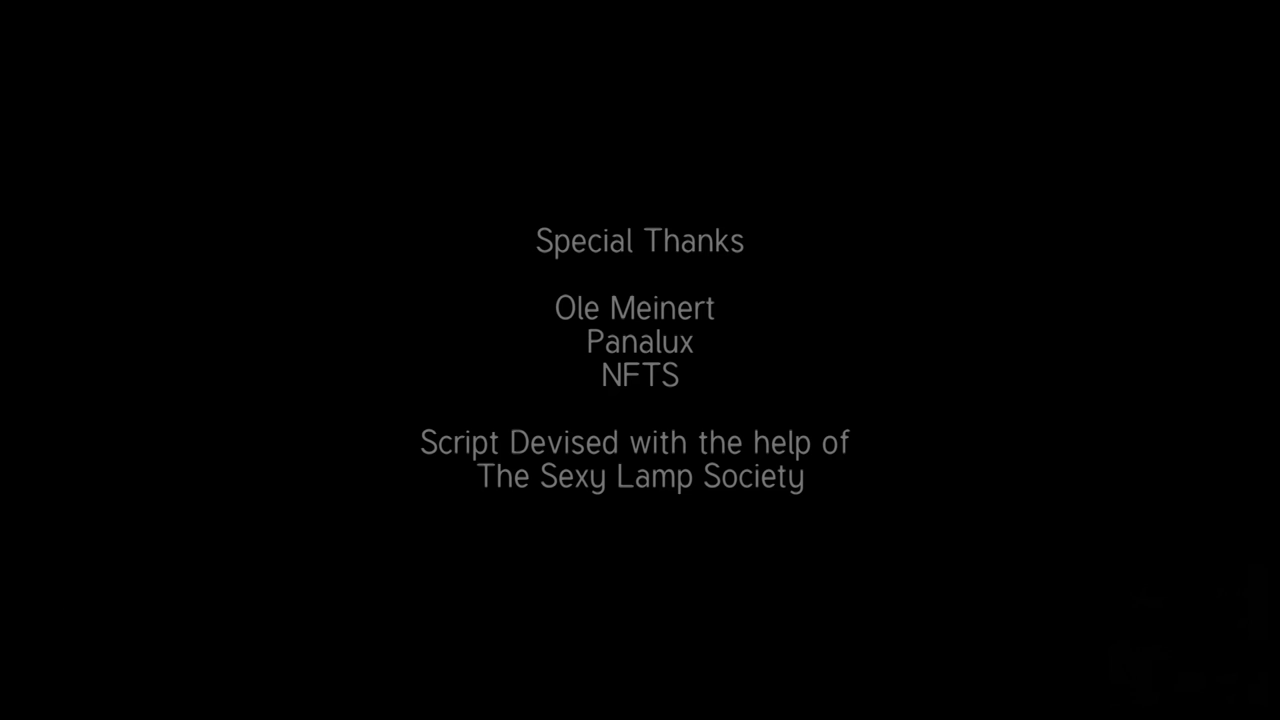 Special Thanks
Ole Meinert
Panalux
NFTS
Script Devised with the help of
The Sexy Lamp Society